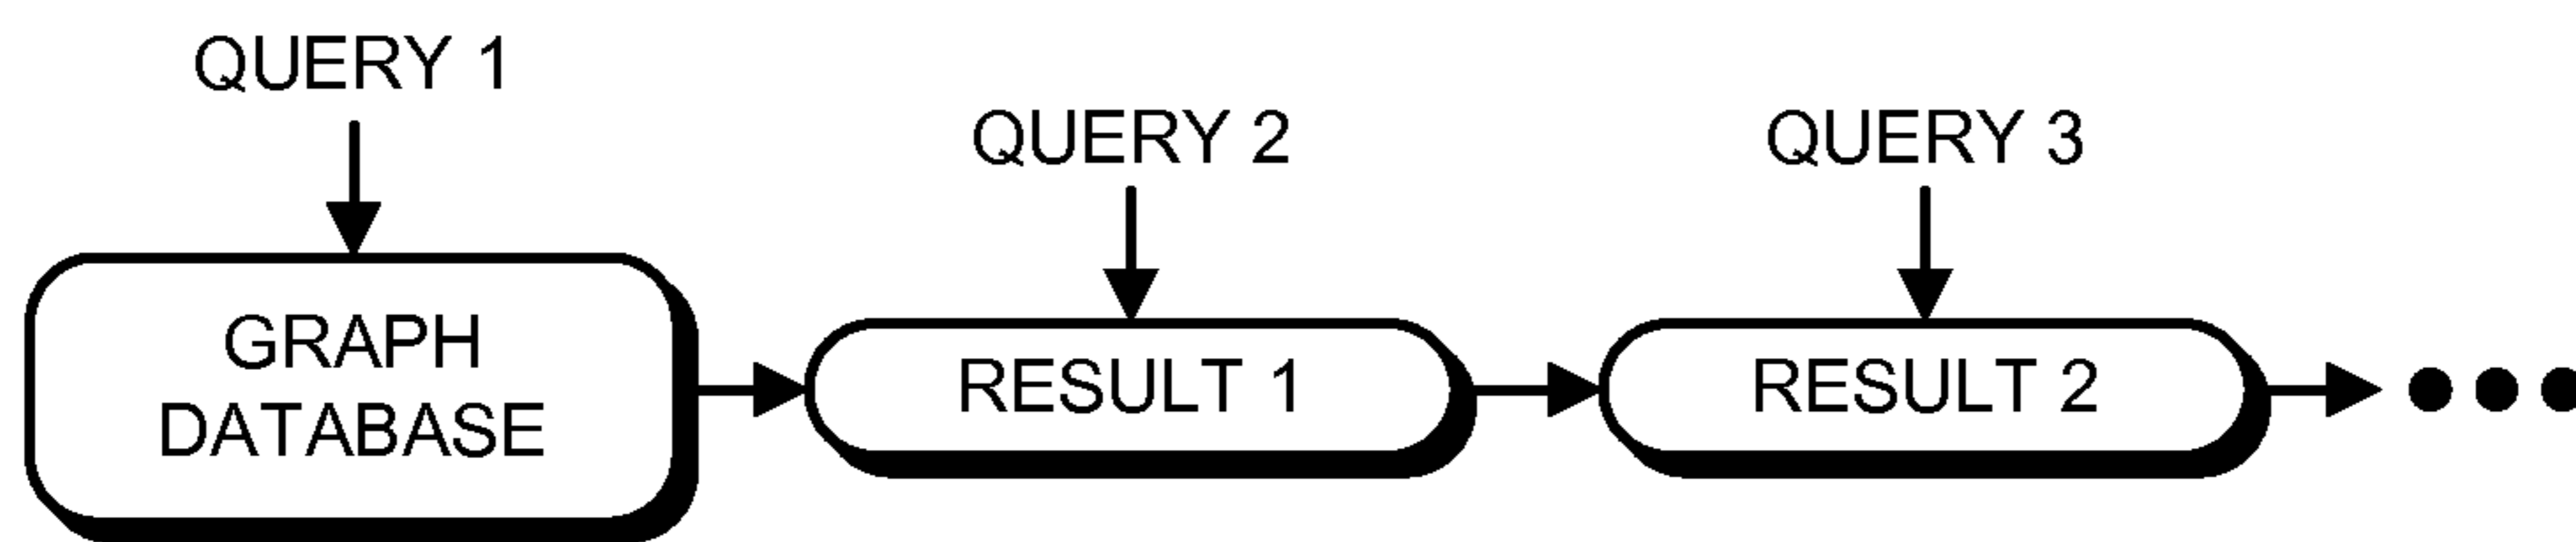 QUERY 1
QUERY 2
QUERY 3
GRAPH
DATABASE
RESULT 1
RESULT 2